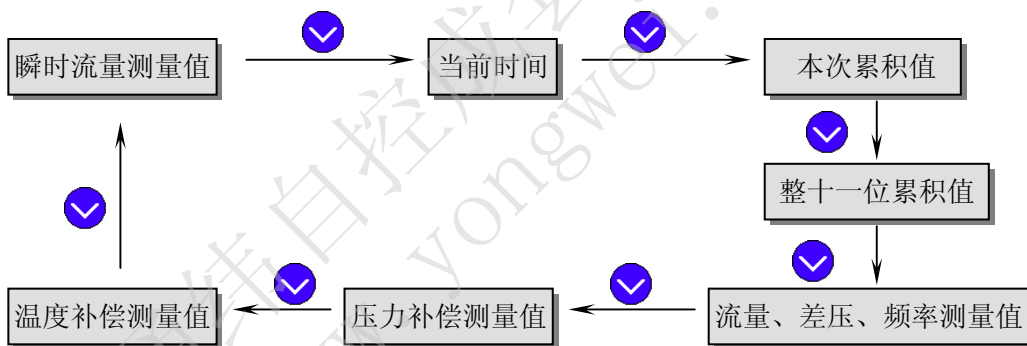 瞬时流量测量值
当前时间
本次累积值
整十一位累积值
流量、差压、频率测量值
压力补偿测量值
温度补偿测量值